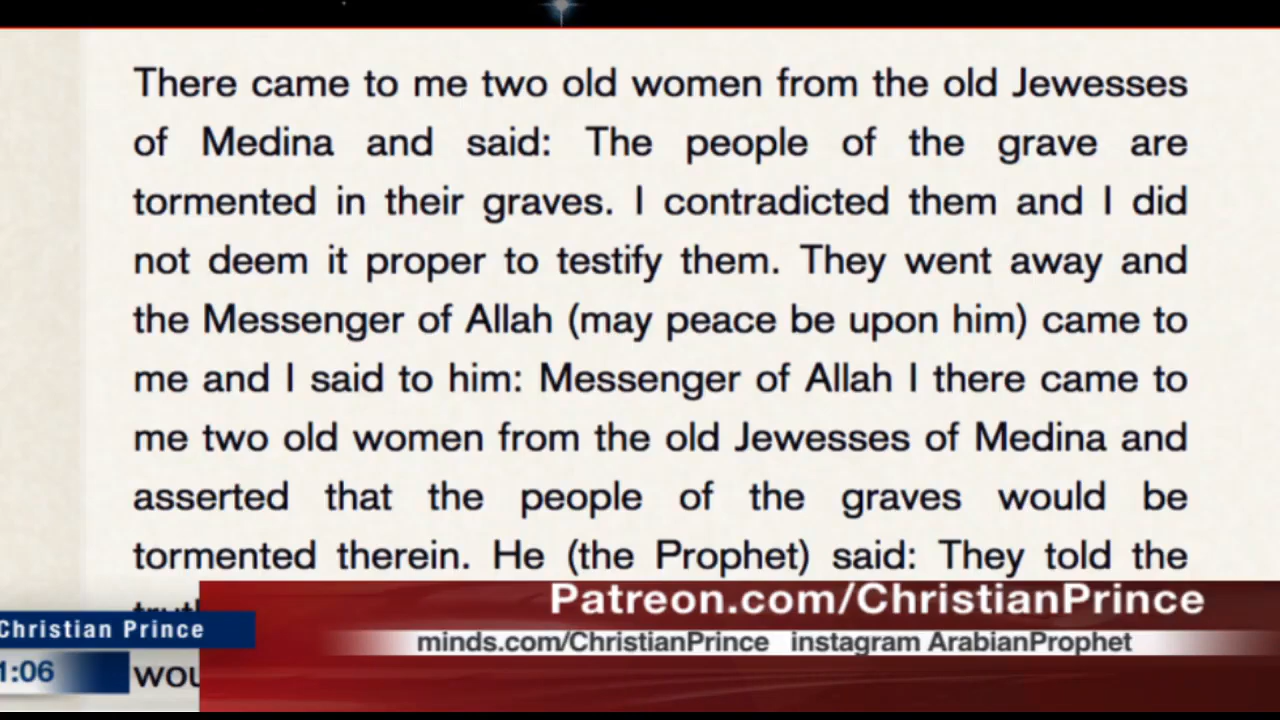 There came to me two old women from the old Jewesses
of Medina and said: The people of the grave are
tormented in their graves. I contradicted them and I did
not deem it proper to testify them. They went away and
the Messenger of Allah (may peace be upon him) came to
me and I said to him: Messenger of Allah I there came to
me two old women from the old Jewesses of Medina and
asserted that the people of the graves would be
tormented therein. He (the Prophet) said: They told the
Patreon.com/ChristianPrince
Christian Prince
minds.com/ChristianPrince instagram ArabianProphet
1:06